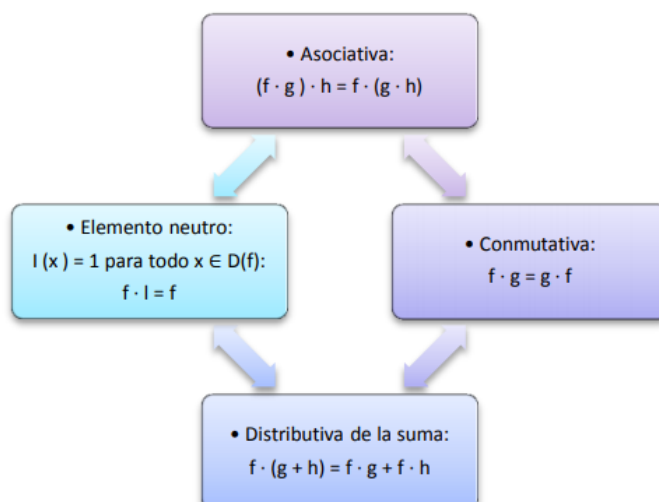 • Asociativa:
(f · g ) · h = f · (g · h)
• Elemento neutro:
I (x ) = 1 para todo x ∈ D(f):
f · I = f
• Conmutativa:
f · g = g · f
• Distributiva de la suma:
f · (g + h) = f · g + f · h